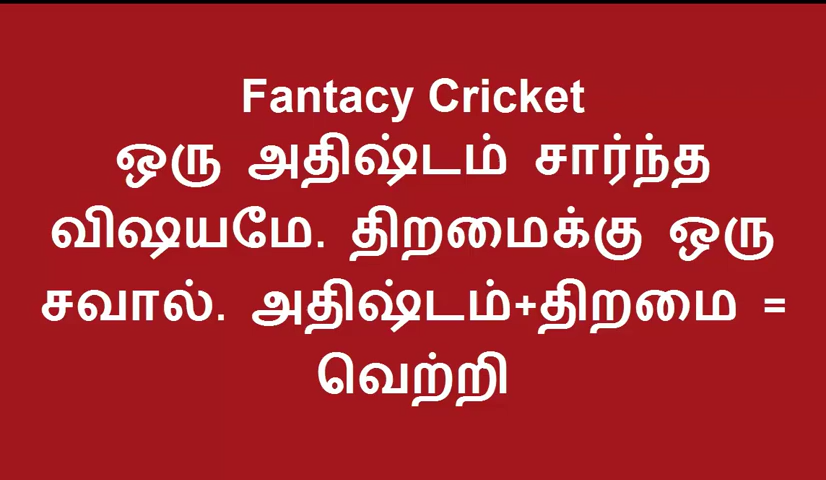 Fantacy Cricket
ஒரு அதிஷ்டம் சார்ந்த
விஷயமே. திறமைக்கு ஒரு
சவால். அதிஷ்டம்+திறமை =
வெற்றி